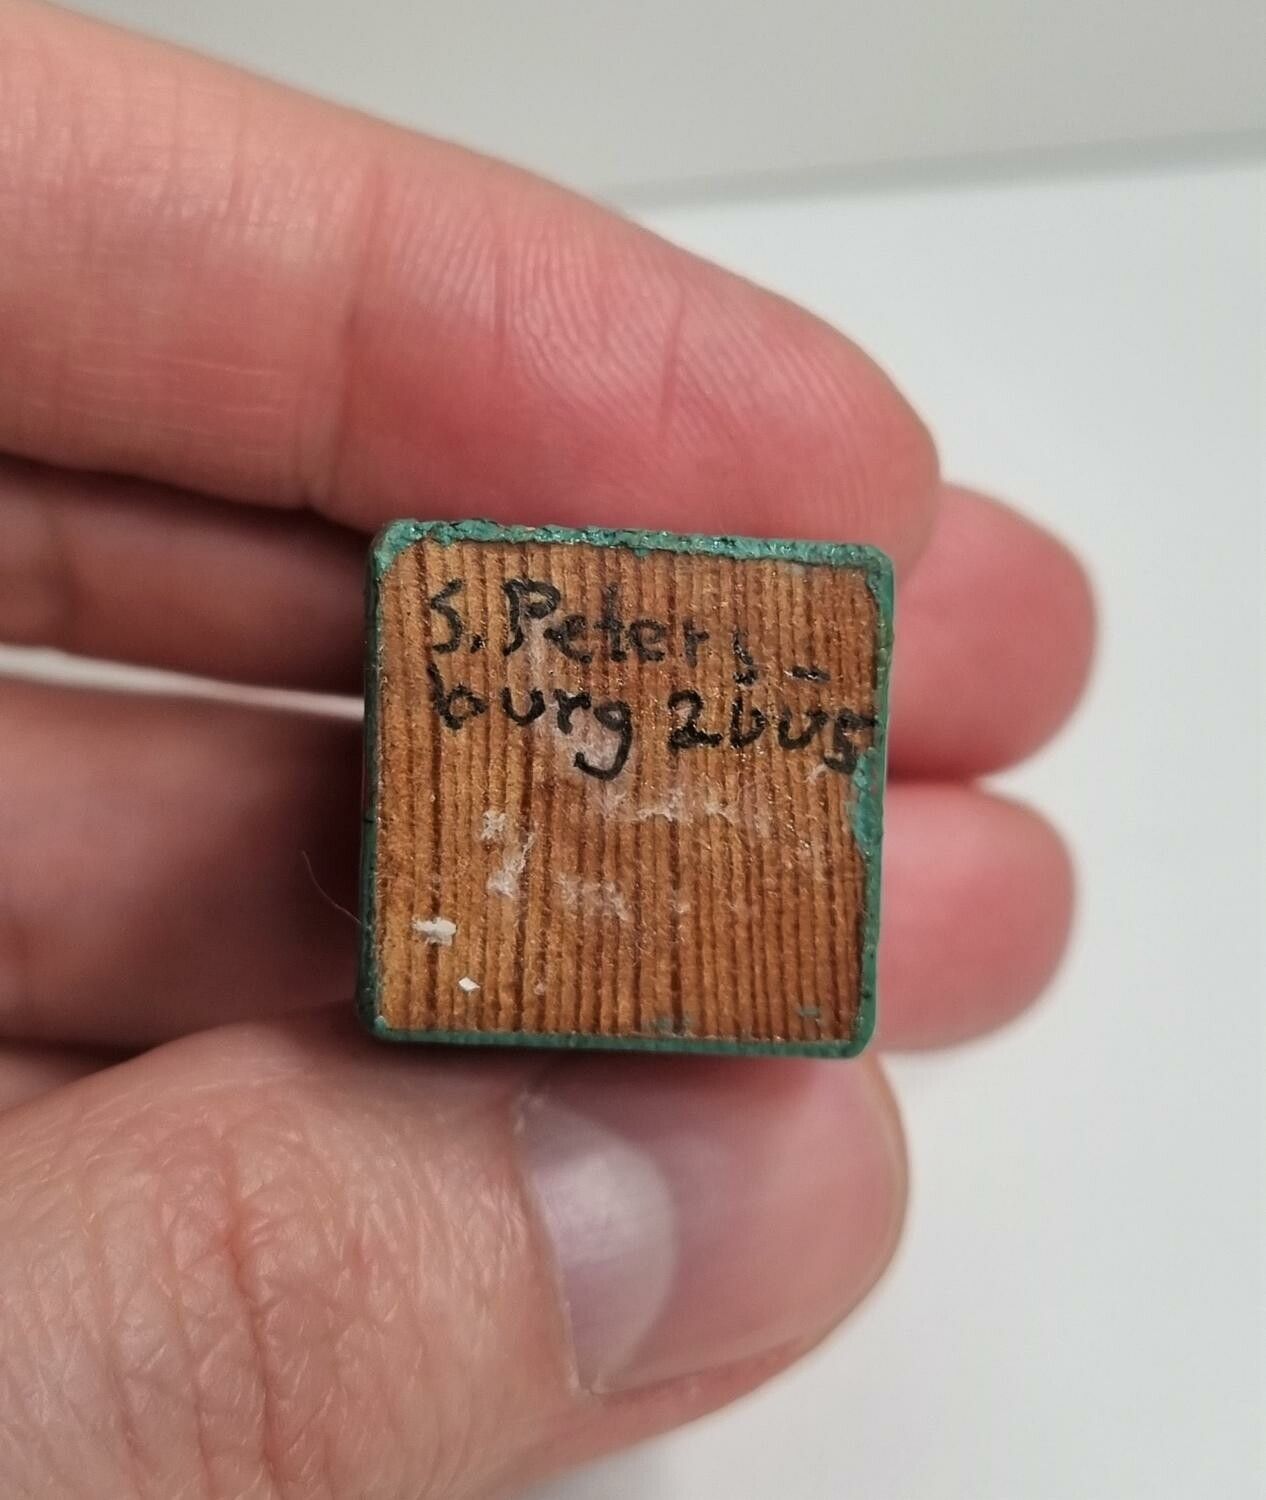 S. Peters-
burg 2005